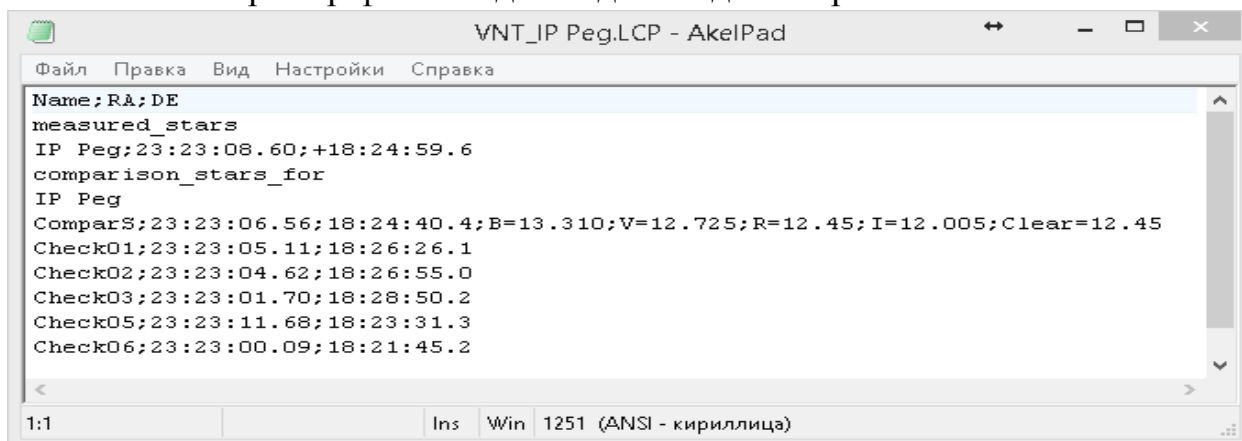 VNT_IP Peg.LCP - AkelPad
Файл Правка Вид Настройки Справка
Name;RA;DE
measured_stars
IP Peg;23:23:08.60;+18:24:59.6
comparison_stars_for
IP Peg
ComparS;23:23:06.56;18:24:40.4;B=13.310;V=12.725;R=12.45;I=12.005;Clear=12.45
Check01;23:23:05.11;18:26:26.1
Check02;23:23:04.62;18:26:55.0
Check03;23:23:01.70;18:28:50.2
Check05;23:23:11.68;18:23:31.3
Check06;23:23:00.09;18:21:45.2
1:1 Ins Win 1251 (ANSI - кириллица)